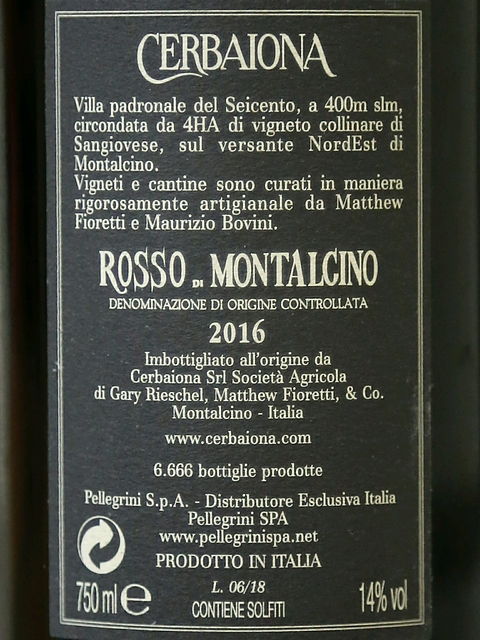 CERBAIONA
Villa padronale del Seicento, a 400m slm,
circondata da 4HA di vigneto collinare di
Sangiovese, sul versante NordEst di
Montalcino.
Vigneti e cantine sono curati in maniera
rigorosamente artigianale da Matthew
Fioretti e Maurizio Bovini.
ROSSO DI MONTALCINO
DENOMINAZIONE DI ORIGINE CONTROLLATA
2016
Imbottigliato all'origine da
Cerbaiona Srl Società Agricola
di Gary Rieschel, Matthew Fioretti, & Co.
Montalcino - Italia
www.cerbaiona.com
6.666 bottiglie prodotte
Pellegrini S.p.A. - Distributore Esclusiva Italia
Pellegrini SPA
www.pellegrinispa.net
PRODOTTO IN ITALIA
L. 06/18
750 ml e CONTIENE SOLFITI 14% vol